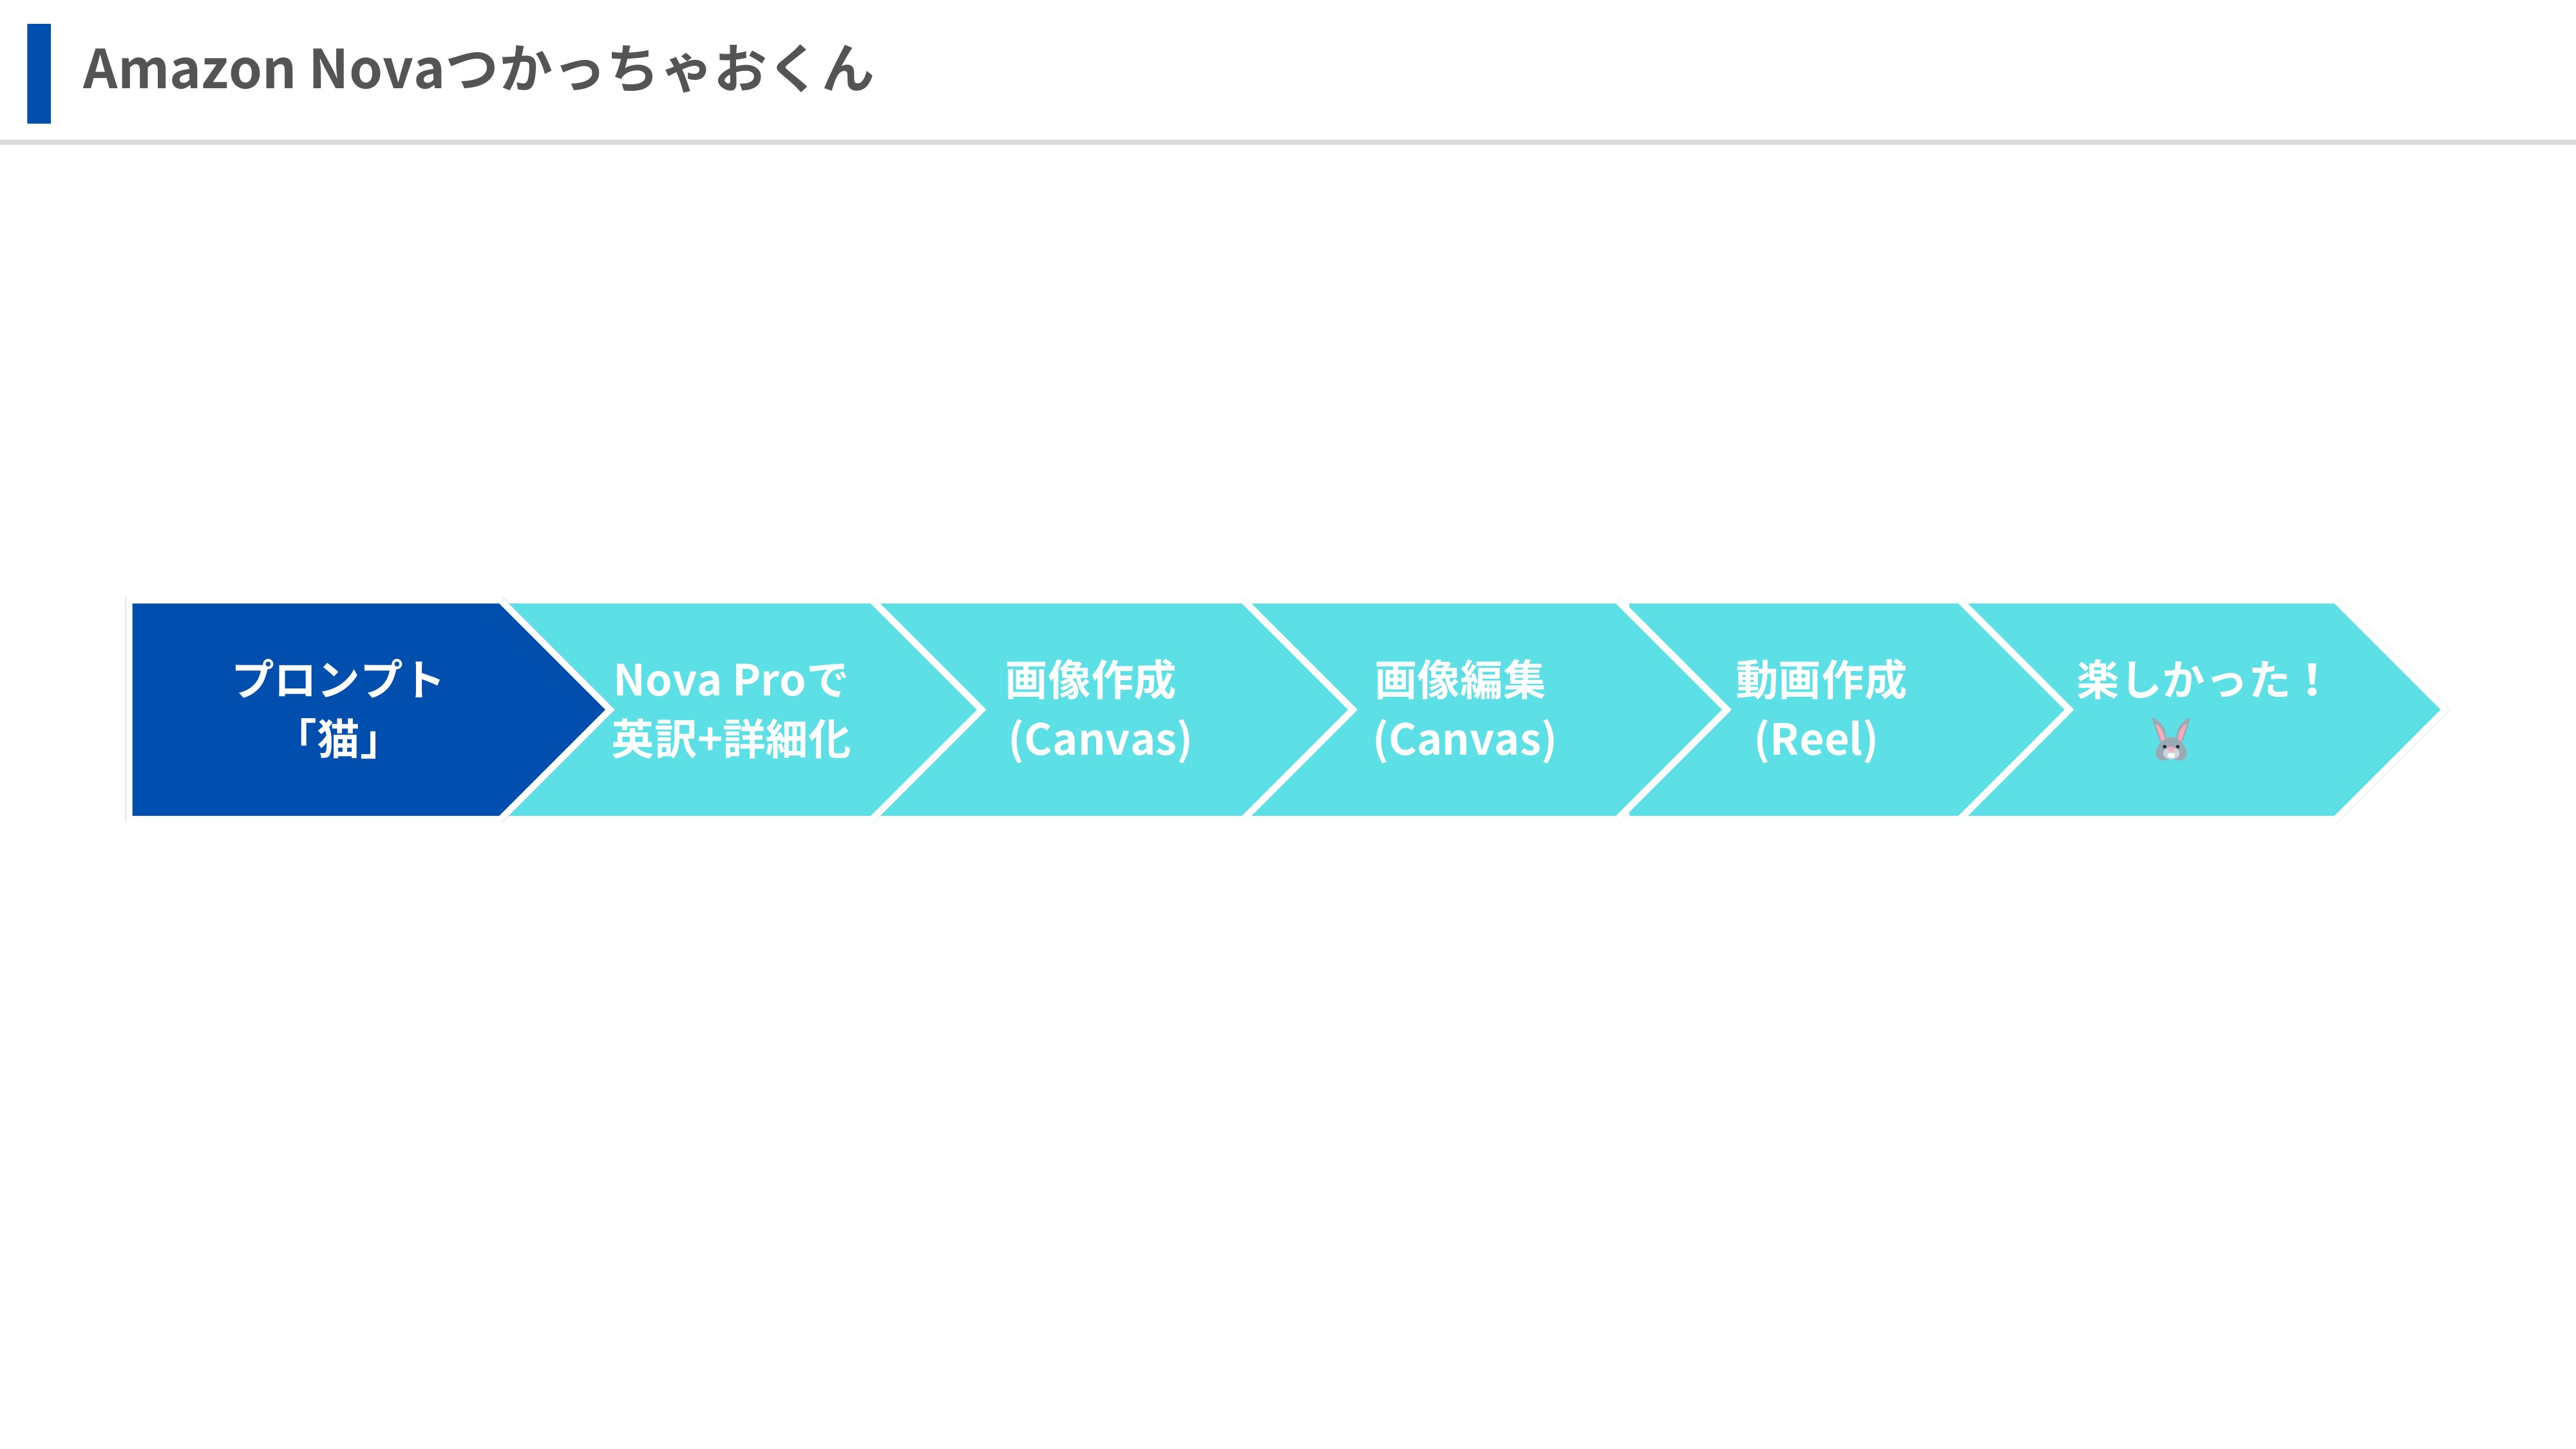 Amazon Novaつかっちゃおくん
プロンプト
「猫」
Nova Proで
英訳+詳細化
画像作成
(Canvas)
画像編集
(Canvas)
動画作成
(Reel)
楽しかった！
🐰